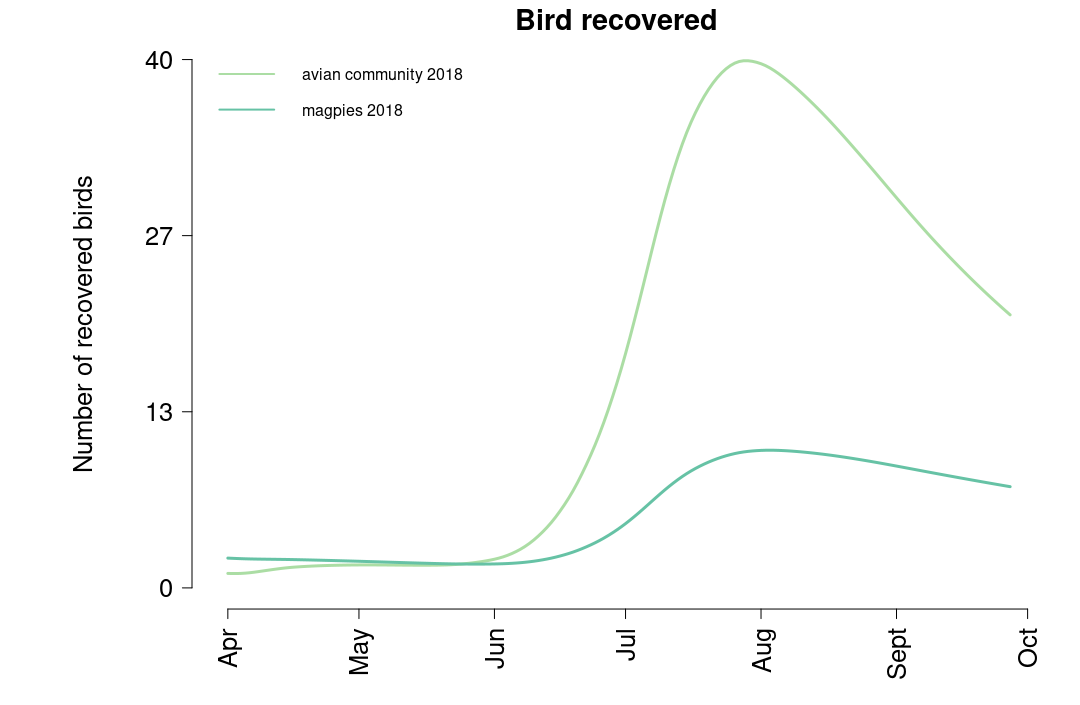 Bird recovered
avian community 2018
magpies 2018
Number of recovered birds
40
27
13
0
Apr
May
Jun
Jul
Aug
Sept
Oct